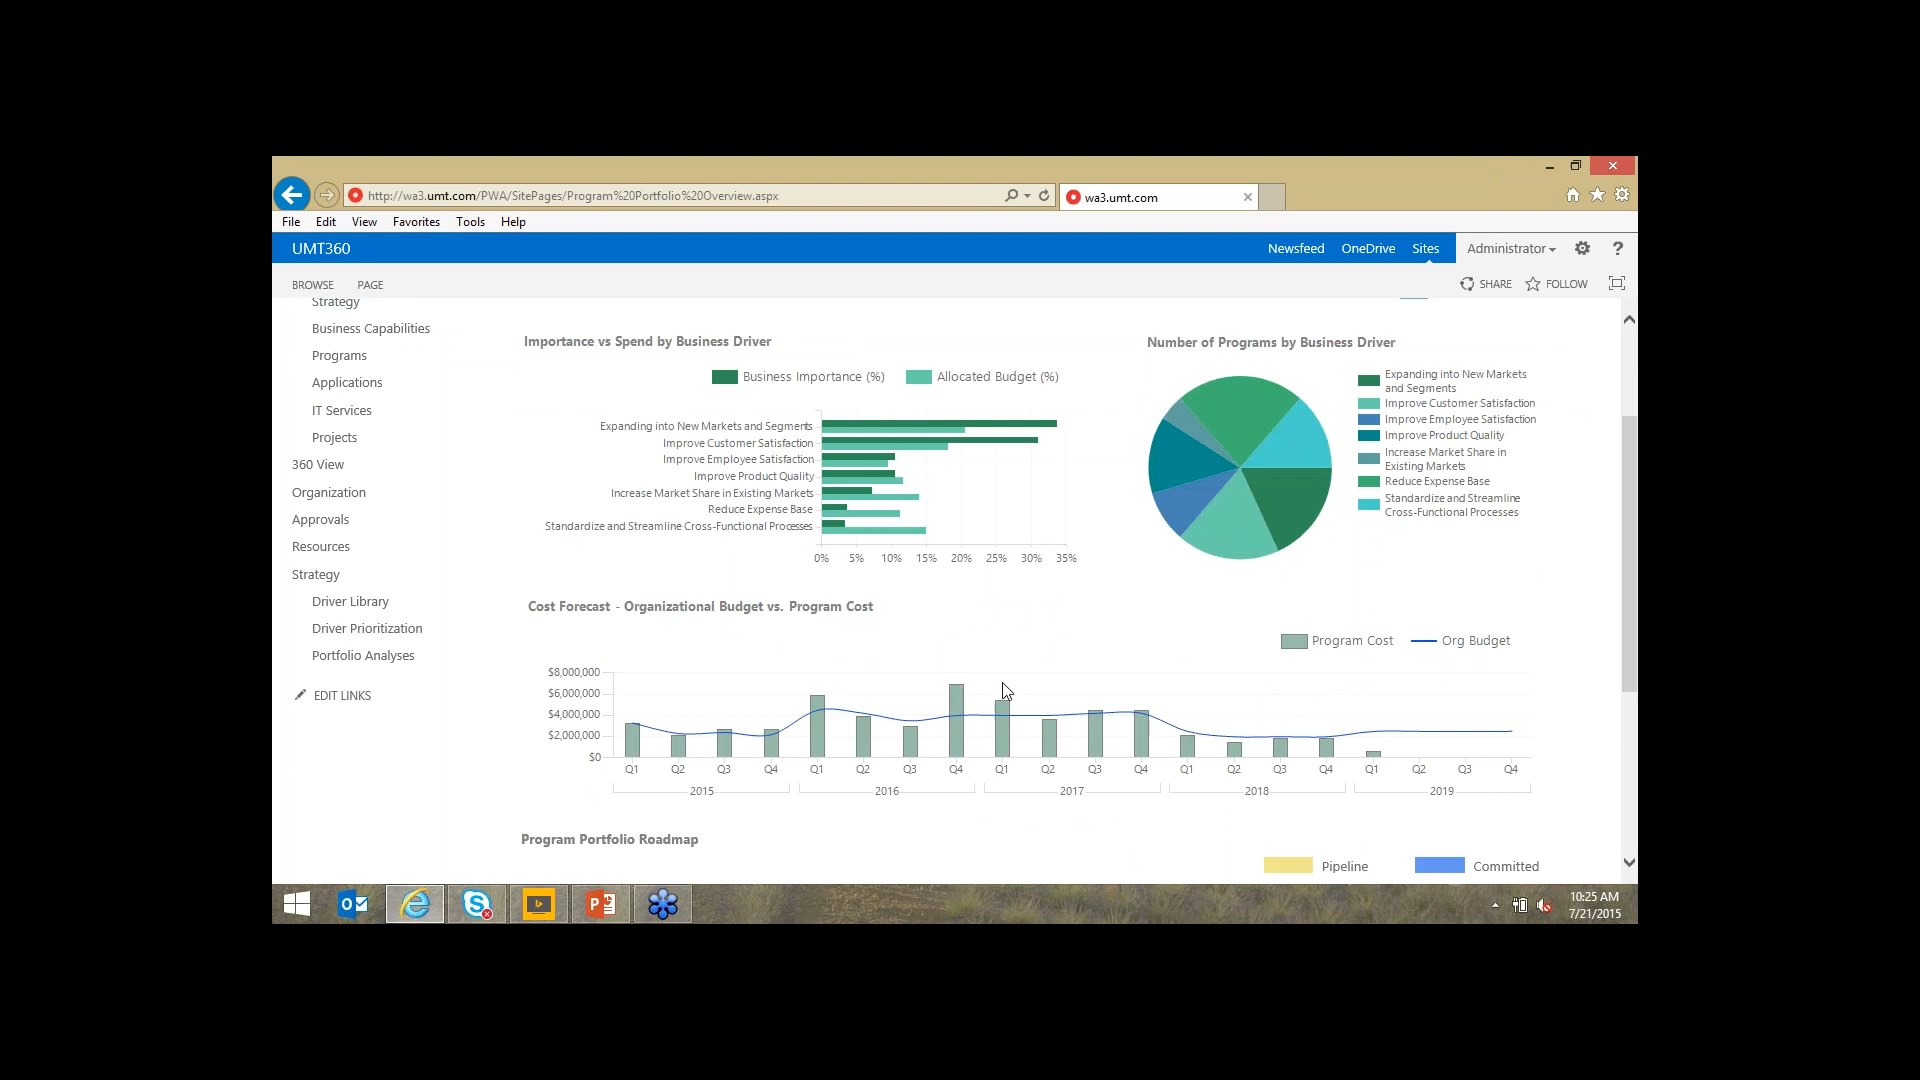 http://wa3.umt.com/PWA/SitePages/Program%20Portfolio%20Overview.aspx
wa3.umt.com
File Edit View Favorites Tools Help
UMT360
Newsfeed OneDrive Sites Administrator
BROWSE PAGE
SHARE FOLLOW
Strategy
Business Capabilities
Programs
Applications
IT Services
Projects
360 View
Organization
Approvals
Resources
Strategy
Driver Library
Driver Prioritization
Portfolio Analyses
EDIT LINKS
Importance vs Spend by Business Driver
Business Importance (%) Allocated Budget (%)
Expanding into New Markets and Segments
Improve Customer Satisfaction
Improve Employee Satisfaction
Improve Product Quality
Increase Market Share in Existing Markets
Reduce Expense Base
Standardize and Streamline Cross-Functional Processes
0% 5% 10% 15% 20% 25% 30% 35%
Number of Programs by Business Driver
Expanding into New Markets
and Segments
Improve Customer Satisfaction
Improve Employee Satisfaction
Improve Product Quality
Increase Market Share in
Existing Markets
Reduce Expense Base
Standardize and Streamline
Cross-Functional Processes
Cost Forecast - Organizational Budget vs. Program Cost
Program Cost Org Budget
$8,000,000
$6,000,000
$4,000,000
$2,000,000
$0
Q1 Q2 Q3 Q4 Q1 Q2 Q3 Q4 Q1 Q2 Q3 Q4 Q1 Q2 Q3 Q4 Q1 Q2 Q3 Q4
2015 2016 2017 2018 2019
Program Portfolio Roadmap
Pipeline Committed
10:25 AM
7/21/2015